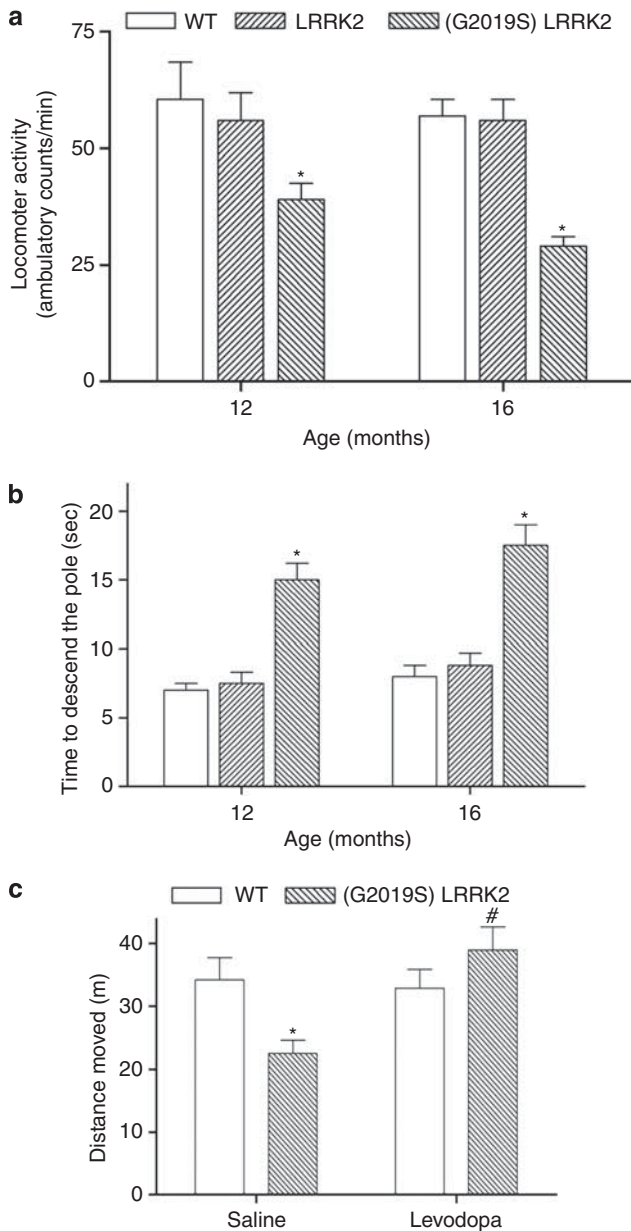 a
WT LRRK2 (G2019S) LRRK2
Locomoter activity
(ambulatory counts/min)
75
50
25
0
*
*
12 16
Age (months)
b
Time to descend the pole (sec)
20
15
10
5
0
*
*
12 16
Age (months)
c
WT (G2019S) LRRK2
Distance moved (m)
40
30
20
10
0
*
#
Saline Levodopa